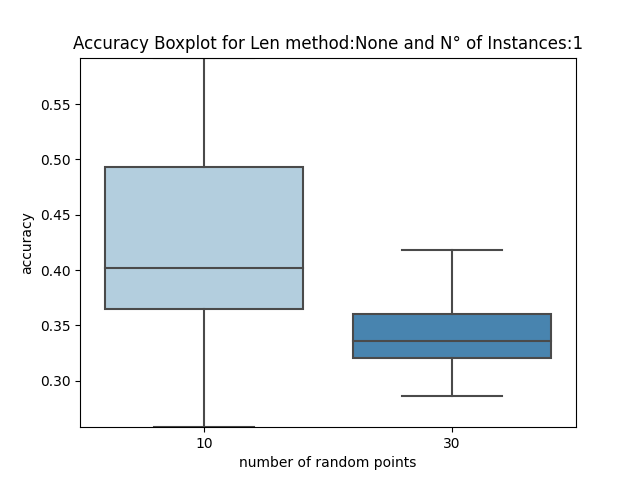 Accuracy Boxplot for Len method:None and N° of Instances:1
0.55
0.50
0.45
0.40
0.35
0.30
accuracy
10 30
number of random points